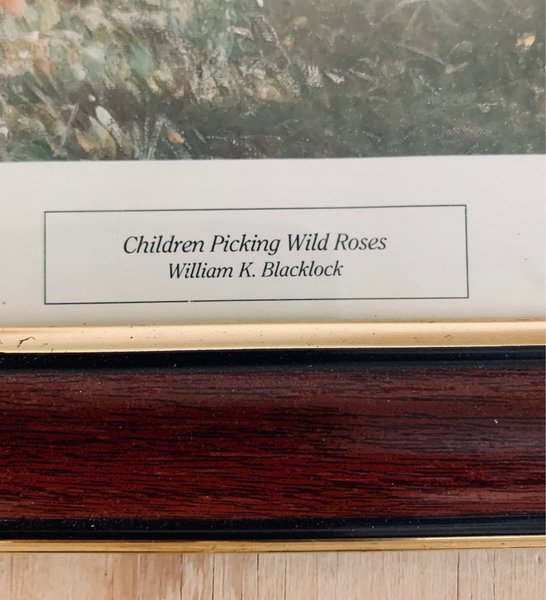 Children Picking Wild Roses
William K. Blacklock